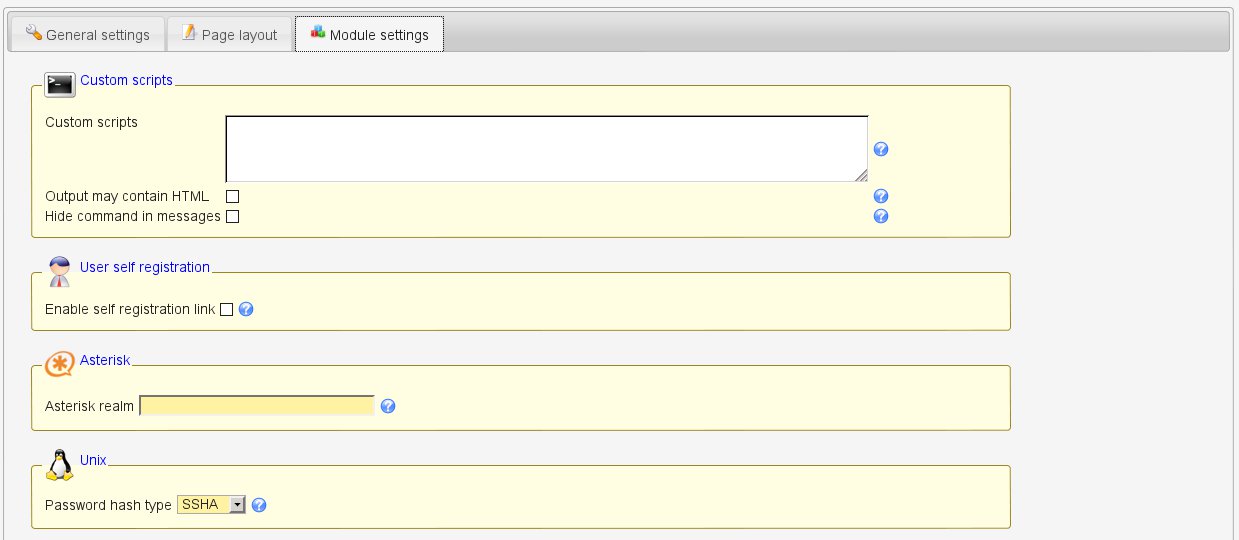 General settings Page layout Module settings
Custom scripts
Custom scripts
Output may contain HTML
Hide command in messages
User self registration
Enable self registration link
Asterisk
Asterisk realm
Unix
Password hash type SSHA